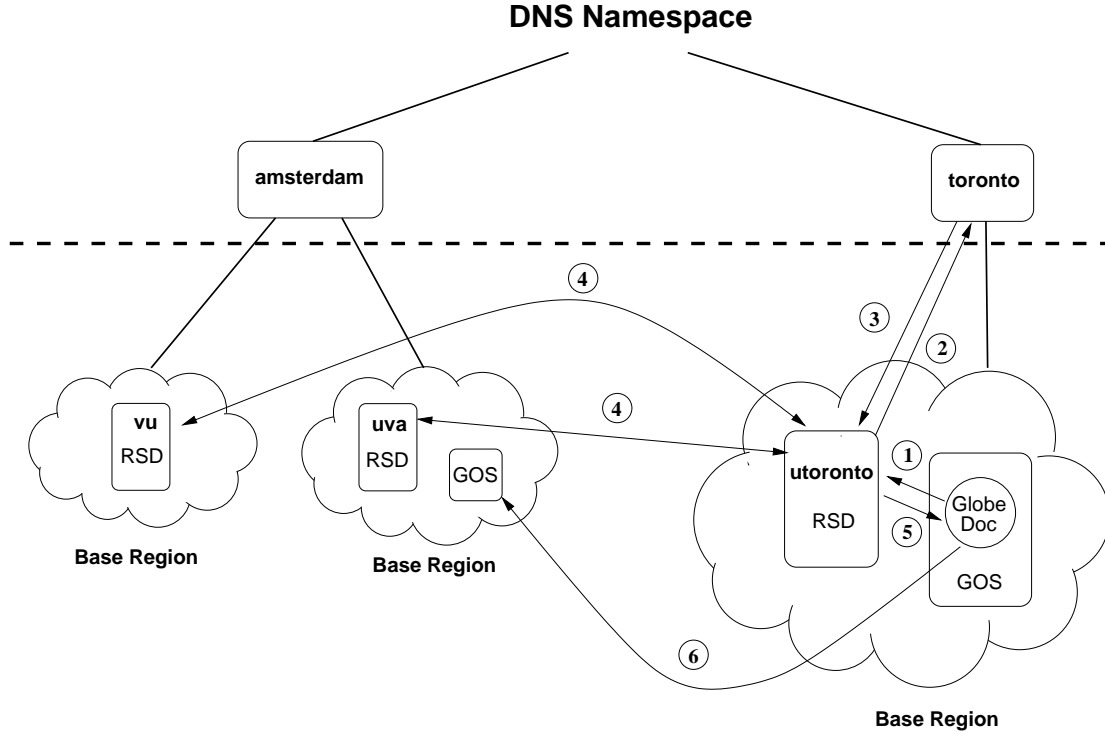 DNS Namespace
amsterdam
toronto
4
3
2
vu
RSD
uva
RSD
GOS
4
utoronto
RSD
1
Globe
Doc
5
GOS
Base Region
Base Region
6
Base Region